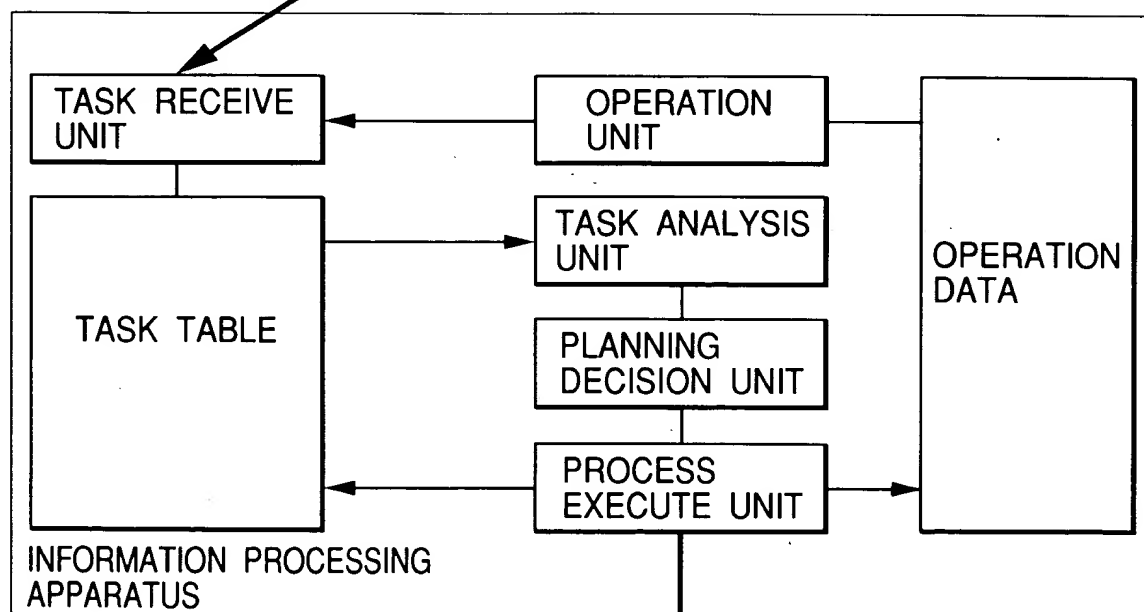 TASK RECEIVE
UNIT
OPERATION
UNIT
TASK TABLE
TASK ANALYSIS
UNIT
OPERATION
DATA
PLANNING
DECISION UNIT
PROCESS
EXECUTE UNIT
INFORMATION PROCESSING
APPARATUS